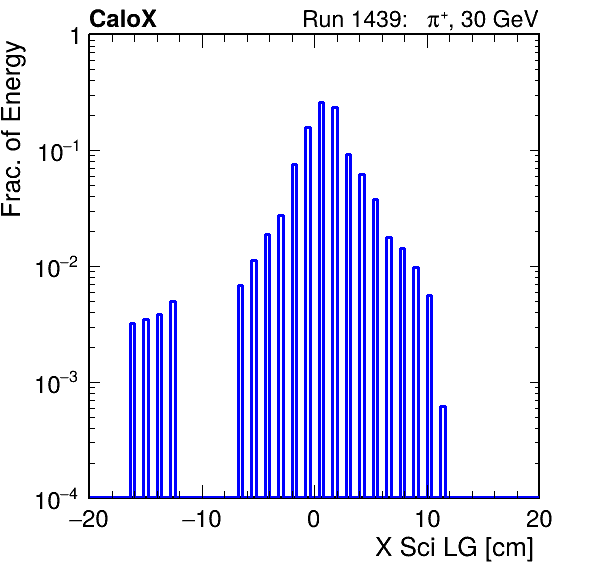 CaloX Run 1439: π⁺, 30 GeV
Frac. of Energy
1
10⁻¹
10⁻²
10⁻³
10⁻⁴
−20 −10 0 10 20
X Sci LG [cm]